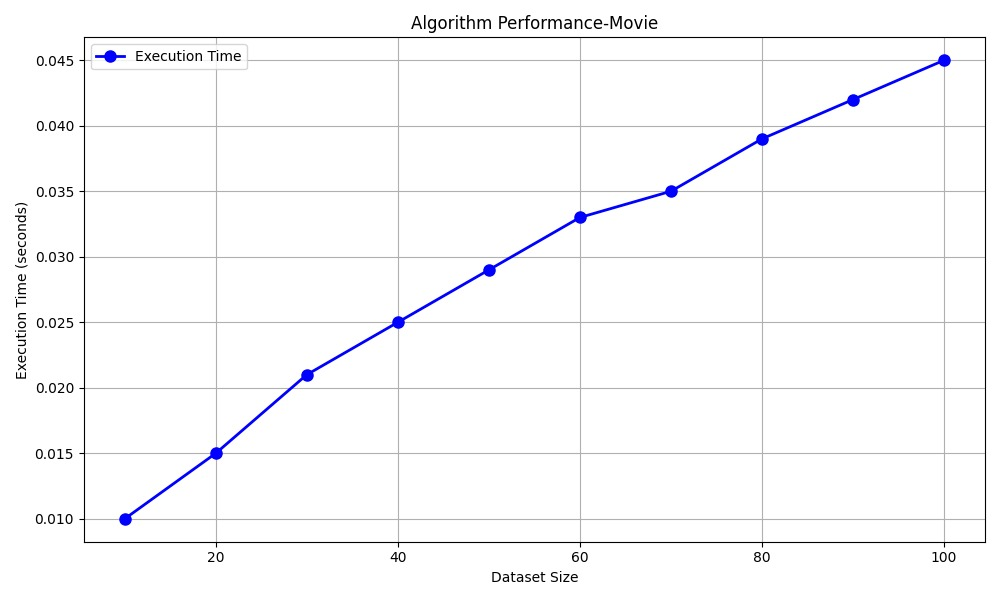 Algorithm Performance-Movie
Execution Time
0.045
0.040
0.035
0.030
0.025
0.020
0.015
0.010
Execution Time (seconds)
20 40 60 80 100
Dataset Size